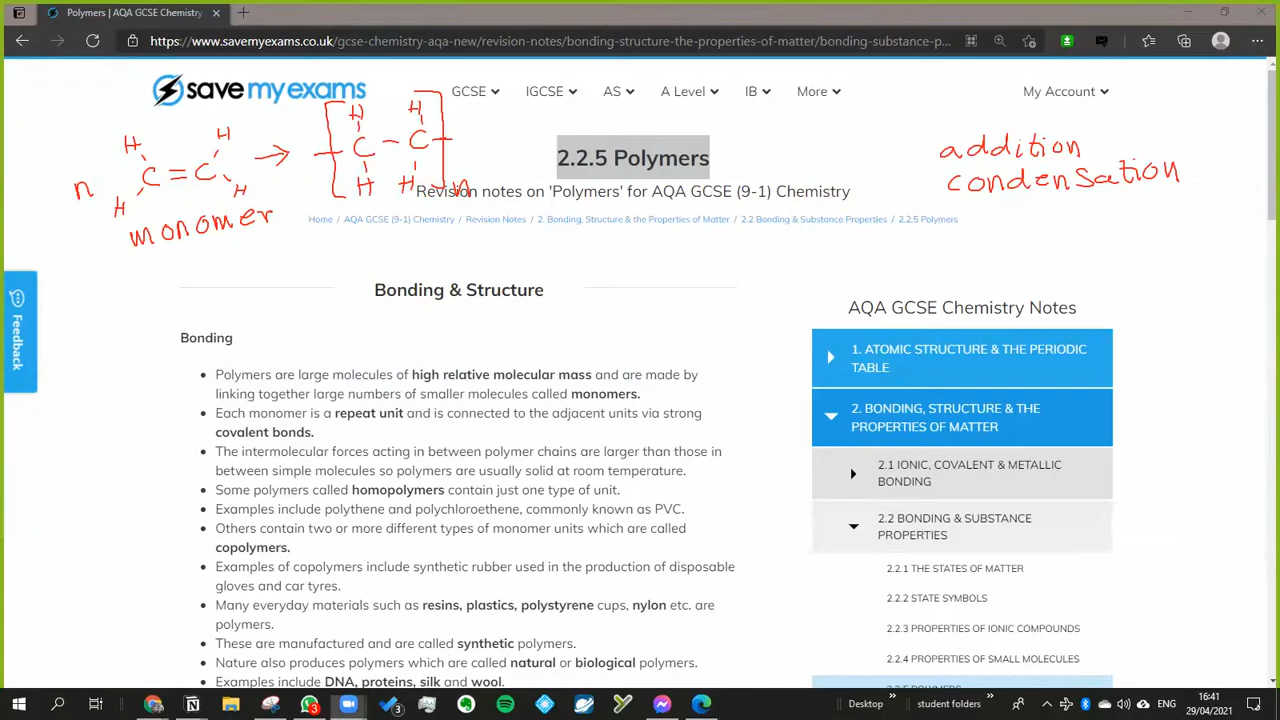 Polymers | AQA GCSE Chemistry
https://www.savemyexams.co.uk/gcse-chemistry-aqa-new/revision-notes/bonding-structure-the-properties-of-matter/bonding-substance-p...
save my exams
GCSE
IGCSE
AS
A Level
IB
More
My Account
n
H H
C = C
H H
→
H H
C - C
H H
n
monomer
addition
condensation
2.2.5 Polymers
Revision notes on 'Polymers' for AQA GCSE (9-1) Chemistry
Home / AQA GCSE (9-1) Chemistry / Revision Notes / 2. Bonding, Structure & the Properties of Matter / 2.2 Bonding & Substance Properties / 2.2.5 Polymers
Feedback
Bonding & Structure
Bonding
• Polymers are large molecules of high relative molecular mass and are made by
linking together large numbers of smaller molecules called monomers.
• Each monomer is a repeat unit and is connected to the adjacent units via strong
covalent bonds.
• The intermolecular forces acting in between polymer chains are larger than those in
between simple molecules so polymers are usually solid at room temperature.
• Some polymers called homopolymers contain just one type of unit.
• Examples include polythene and polychloroethene, commonly known as PVC.
• Others contain two or more different types of monomer units which are called
copolymers.
• Examples of copolymers include synthetic rubber used in the production of disposable
gloves and car tyres.
• Many everyday materials such as resins, plastics, polystyrene cups, nylon etc. are
polymers.
• These are manufactured and are called synthetic polymers.
• Nature also produces polymers which are called natural or biological polymers.
• Examples include DNA, proteins, silk and wool.
AQA GCSE Chemistry Notes
1. ATOMIC STRUCTURE & THE PERIODIC
TABLE
2. BONDING, STRUCTURE & THE
PROPERTIES OF MATTER
2.1 IONIC, COVALENT & METALLIC
BONDING
2.2 BONDING & SUBSTANCE
PROPERTIES
2.2.1 THE STATES OF MATTER
2.2.2 STATE SYMBOLS
2.2.3 PROPERTIES OF IONIC COMPOUNDS
2.2.4 PROPERTIES OF SMALL MOLECULES
2.2.5 POLYMERS
3
3
Desktop
student folders
ENG
16:41
29/04/2021